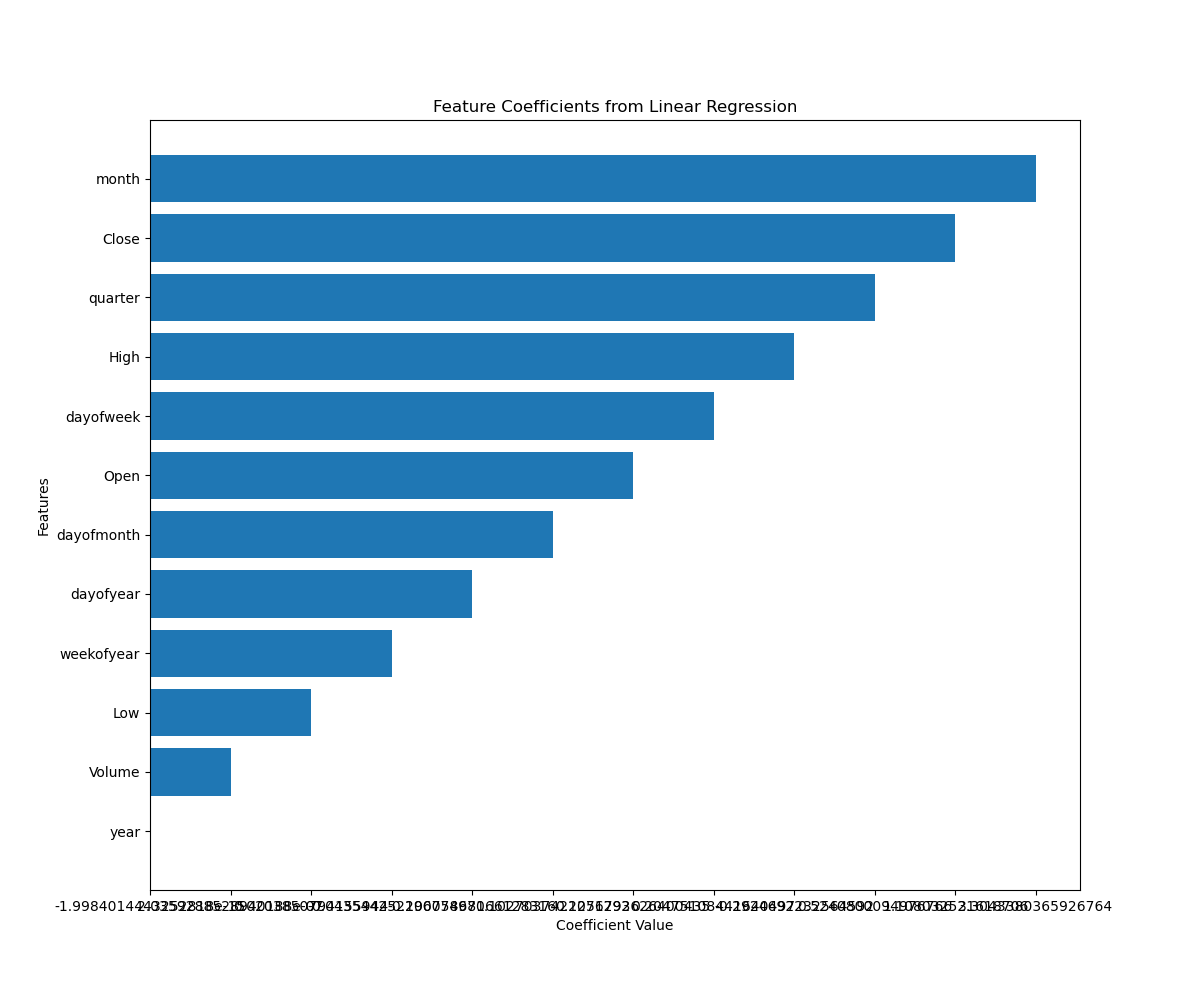 Feature Coefficients from Linear Regression
month
Close
quarter
High
dayofweek
Open
dayofmonth
dayofyear
weekofyear
Low
Volume
year
Features
Coefficient Value